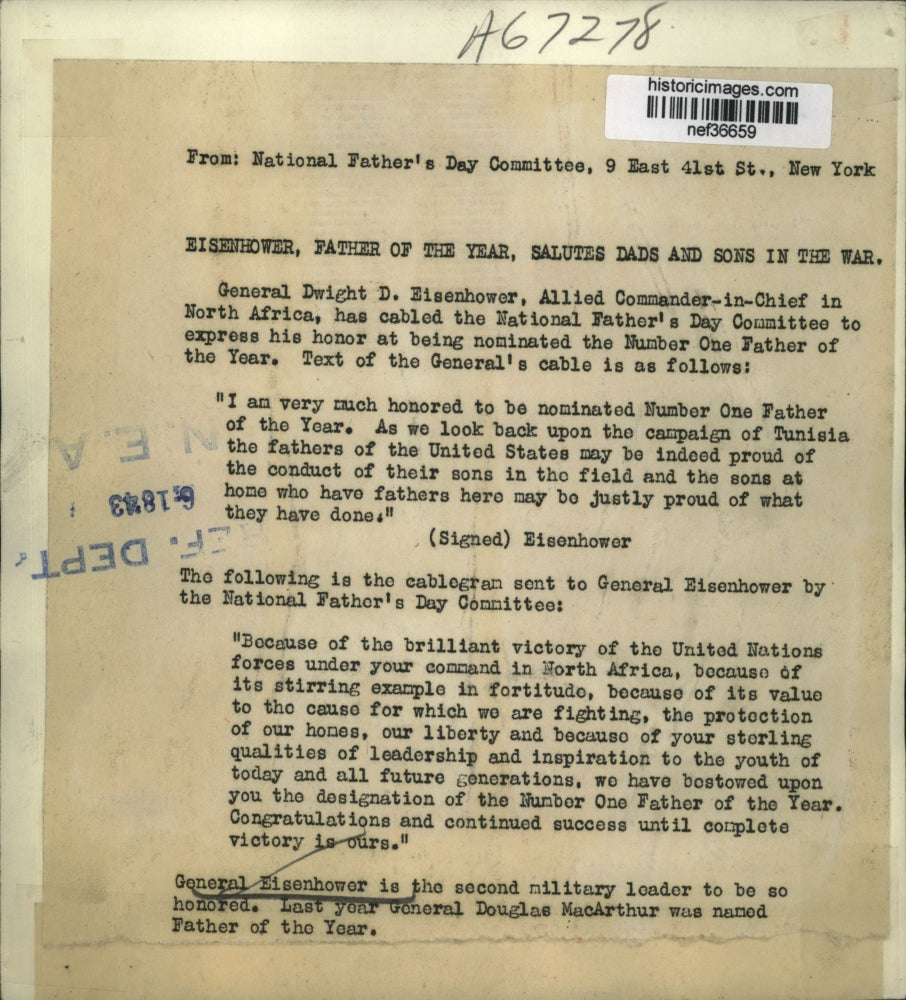 A67278
historicimages.com
nef36659
From: National Father's Day Committee, 9 East 41st St., New York
EISENHOWER, FATHER OF THE YEAR, SALUTES DADS AND SONS IN THE WAR.
General Dwight D. Eisenhower, Allied Commander-in-Chief in
North Africa, has cabled the National Father's Day Committee to
express his honor at being nominated the Number One Father of
the Year. Text of the General's cable is as follows:
"I am very much honored to be nominated Number One Father
of the Year. As we look back upon the campaign of Tunisia
the fathers of the United States may be indeed proud of
the conduct of their sons in the field and the sons at
home who have fathers here may be justly proud of what
they have done."
(Signed) Eisenhower
N.E.A
REF. DEPT.
The following is the cablegram sent to General Eisenhower by
the National Father's Day Committee:
"Because of the brilliant victory of the United Nations
forces under your command in North Africa, because of
its stirring example in fortitude, because of its value
to the cause for which we are fighting, the protection
of our homes, our liberty and because of your sterling
qualities of leadership and inspiration to the youth of
today and all future generations, we have bestowed upon
you the designation of the Number One Father of the Year.
Congratulations and continued success until complete
victory is ours."
General Eisenhower is the second military leader to be so
honored. Last year General Douglas MacArthur was named
Father of the Year.